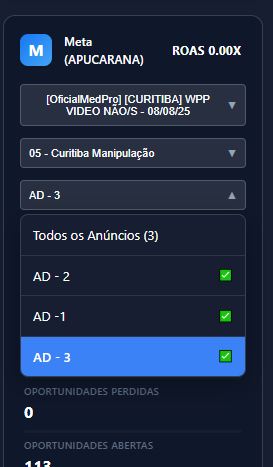 M
Meta
(APUCARANA)
ROAS 0.00X
[OficialMedPro] [CURITIBA] WPP
VIDEO NÃO/S - 08/08/25
05 - Curitiba Manipulação
AD - 3
Todos os Anúncios (3)
AD - 2
AD -1
AD - 3
OPORTUNIDADES PERDIDAS
0
OPORTUNIDADES ABERTAS
113